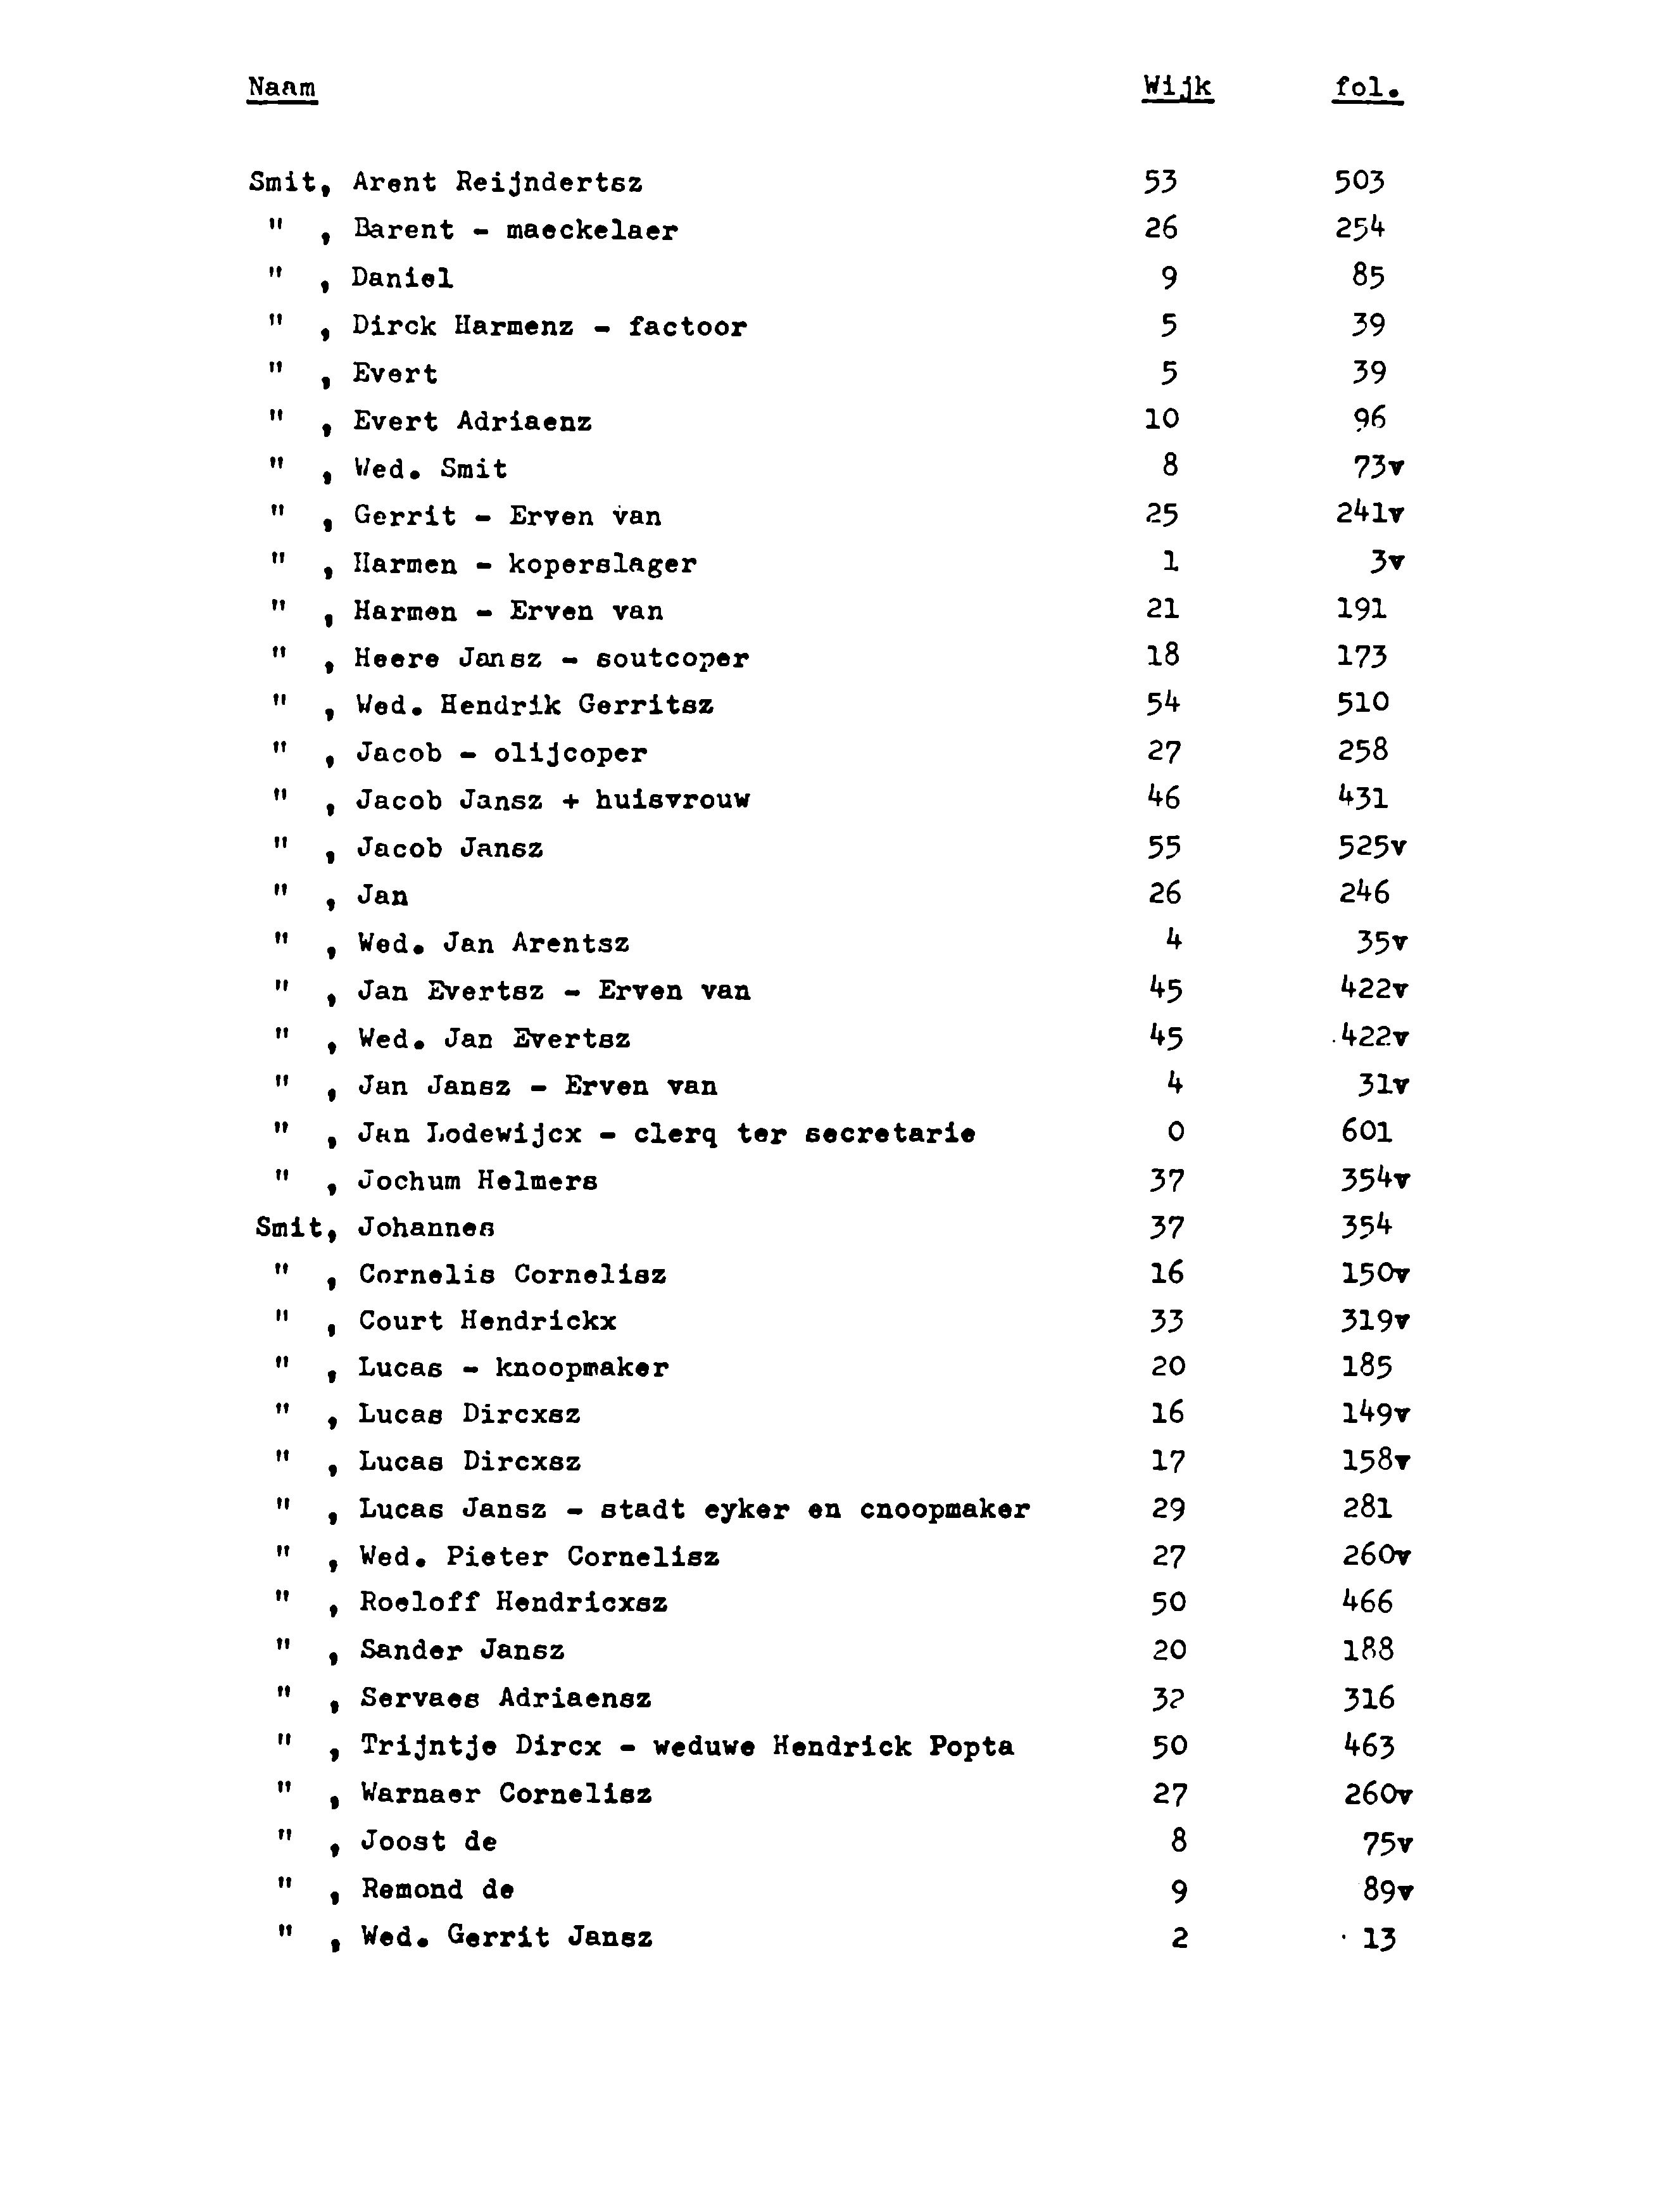 Naam Wijk fol.
Smit, Arent Reijndertsz 53 503
" , Barent - maeckelaer 26 254
" , Daniel 9 85
" , Dirck Harmenz - factoor 5 39
" , Evert 5 39
" , Evert Adriaenz 10 96
" , Wed. Smit 8 73v
" , Gerrit - Erven van 25 241v
" , Harmen - koperslager 1 3v
" , Harmen - Erven van 21 191
" , Heere Jansz - soutcoper 18 173
" , Wed. Hendrik Gerritsz 54 510
" , Jacob - olijcoper 27 258
" , Jacob Jansz + huisvrouw 46 431
" , Jacob Jansz 55 525v
" , Jan 26 246
" , Wed. Jan Arentsz 4 35v
" , Jan Evertsz - Erven van 45 422v
" , Wed. Jan Evertsz 45 422v
" , Jan Jansz - Erven van 4 31v
" , Jan Lodewijcx - clerq ter secretarie 0 601
" , Jochum Helmers 37 354v
Smit, Johannes 37 354
" , Cornelis Cornelisz 16 150v
" , Court Hendrickx 33 319v
" , Lucas - knoopmaker 20 185
" , Lucas Dircxsz 16 149v
" , Lucas Dircxsz 17 158v
" , Lucas Jansz - stadt eyker en cnoopmaker 29 281
" , Wed. Pieter Cornelisz 27 260v
" , Roeloff Hendricxsz 50 466
" , Sander Jansz 20 188
" , Servaes Adriaensz 32 316
" , Trijntje Dircx - weduwe Hendrick Popta 50 463
" , Warnaer Cornelisz 27 260v
" , Joost de 8 75v
" , Remond de 9 89v
" , Wed. Gerrit Jansz 2 13